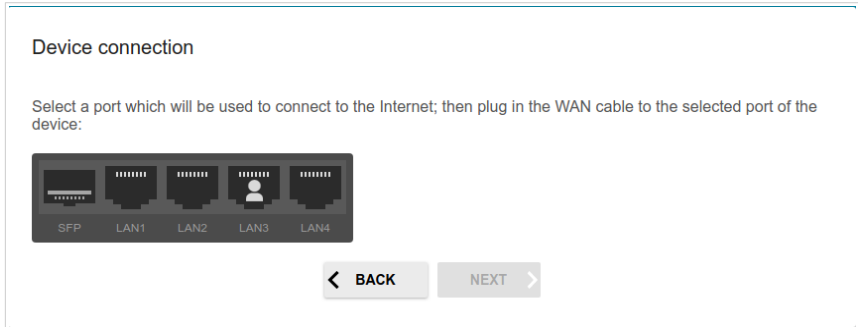 Device connection
Select a port which will be used to connect to the Internet; then plug in the WAN cable to the selected port of the
device:
SFP LAN1 LAN2 LAN3 LAN4
BACK NEXT